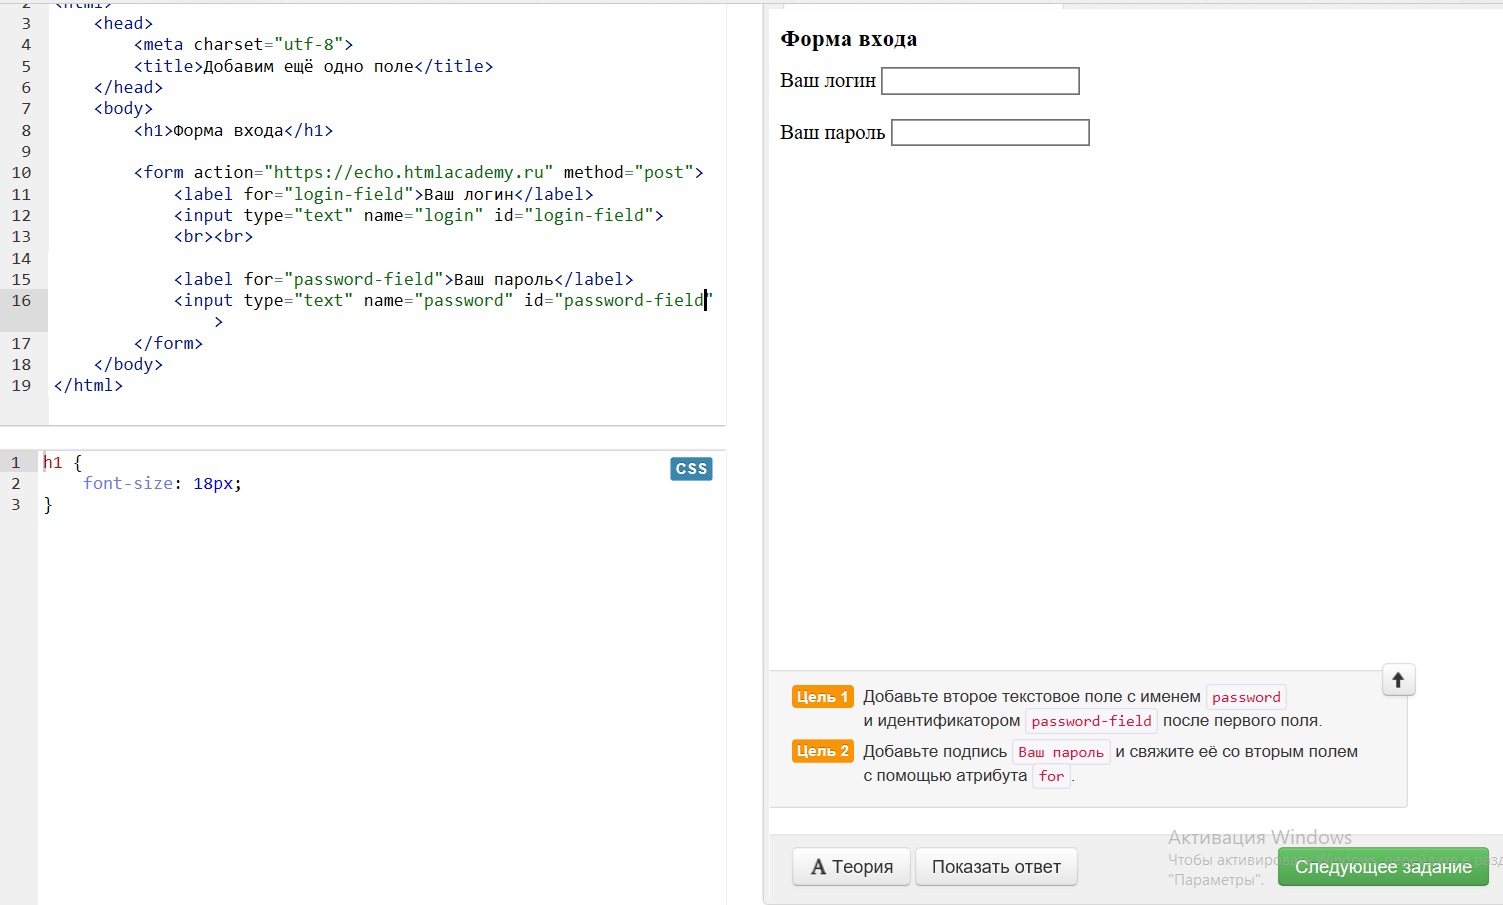 2 <html>
3 <head>
4 <meta charset="utf-8">
5 <title>Добавим ещё одно поле</title>
6 </head>
7 <body>
8 <h1>Форма входа</h1>
9
10 <form action="https://echo.htmlacademy.ru" method="post">
11 <label for="login-field">Ваш логин</label>
12 <input type="text" name="login" id="login-field">
13 <br><br>
14
15 <label for="password-field">Ваш пароль</label>
16 <input type="text" name="password" id="password-field"
>
17 </form>
18 </body>
19 </html>
CSS
1 h1 {
2 font-size: 18px;
3 }
Форма входа
Ваш логин
Ваш пароль
Цель 1 Добавьте второе текстовое поле с именем password
и идентификатором password-field после первого поля.
Цель 2 Добавьте подпись Ваш пароль и свяжите её со вторым полем
с помощью атрибута for.
Активация Windows
Чтобы активировать Windows, перейдите в разд
"Параметры".
А Теория
Показать ответ
Следующее задание